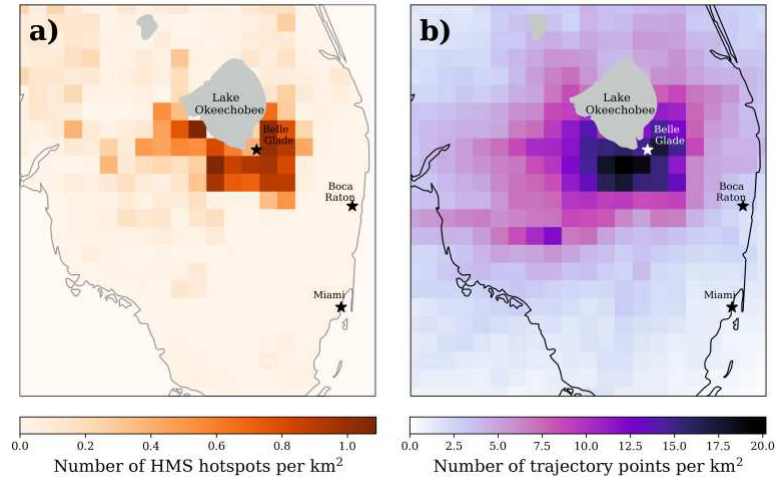 a)
Lake
Okeechobee
Belle
Glade
Boca
Raton
Miami
0.0 0.2 0.4 0.6 0.8 1.0
Number of HMS hotspots per km²
b)
Lake
Okeechobee
Belle
Glade
Boca
Raton
Miami
0.0 2.5 5.0 7.5 10.0 12.5 15.0 17.5 20.0
Number of trajectory points per km²